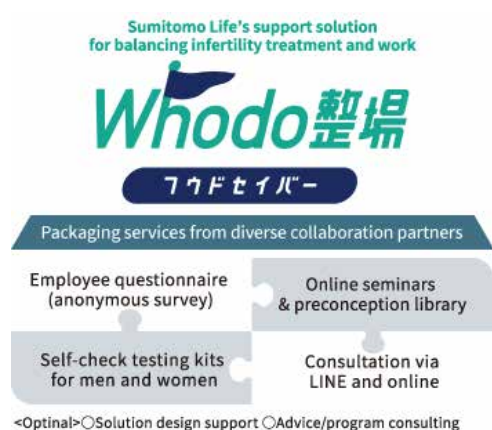 Sumitomo Life's support solution
for balancing infertility treatment and work
Whodo整場
フウドセイバー
Packaging services from diverse collaboration partners
Employee questionnaire
(anonymous survey)
Online seminars
& preconception library
Self-check testing kits
for men and women
Consultation via
LINE and online
<Optinal>○Solution design support ○Advice/program consulting